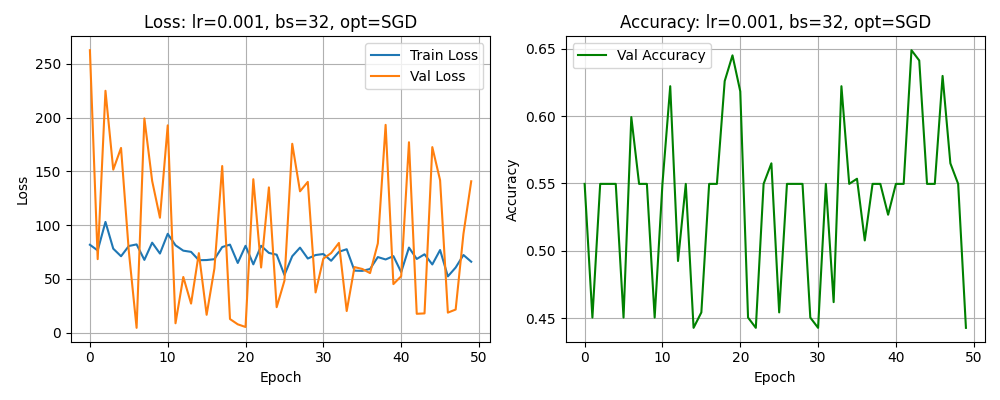 Loss: lr=0.001, bs=32, opt=SGD
Train Loss
Val Loss
250
200
150
100
50
0
Loss
0
10
20
30
40
50
Epoch
Accuracy: lr=0.001, bs=32, opt=SGD
Val Accuracy
0.65
0.60
0.55
0.50
0.45
Accuracy
0
10
20
30
40
50
Epoch